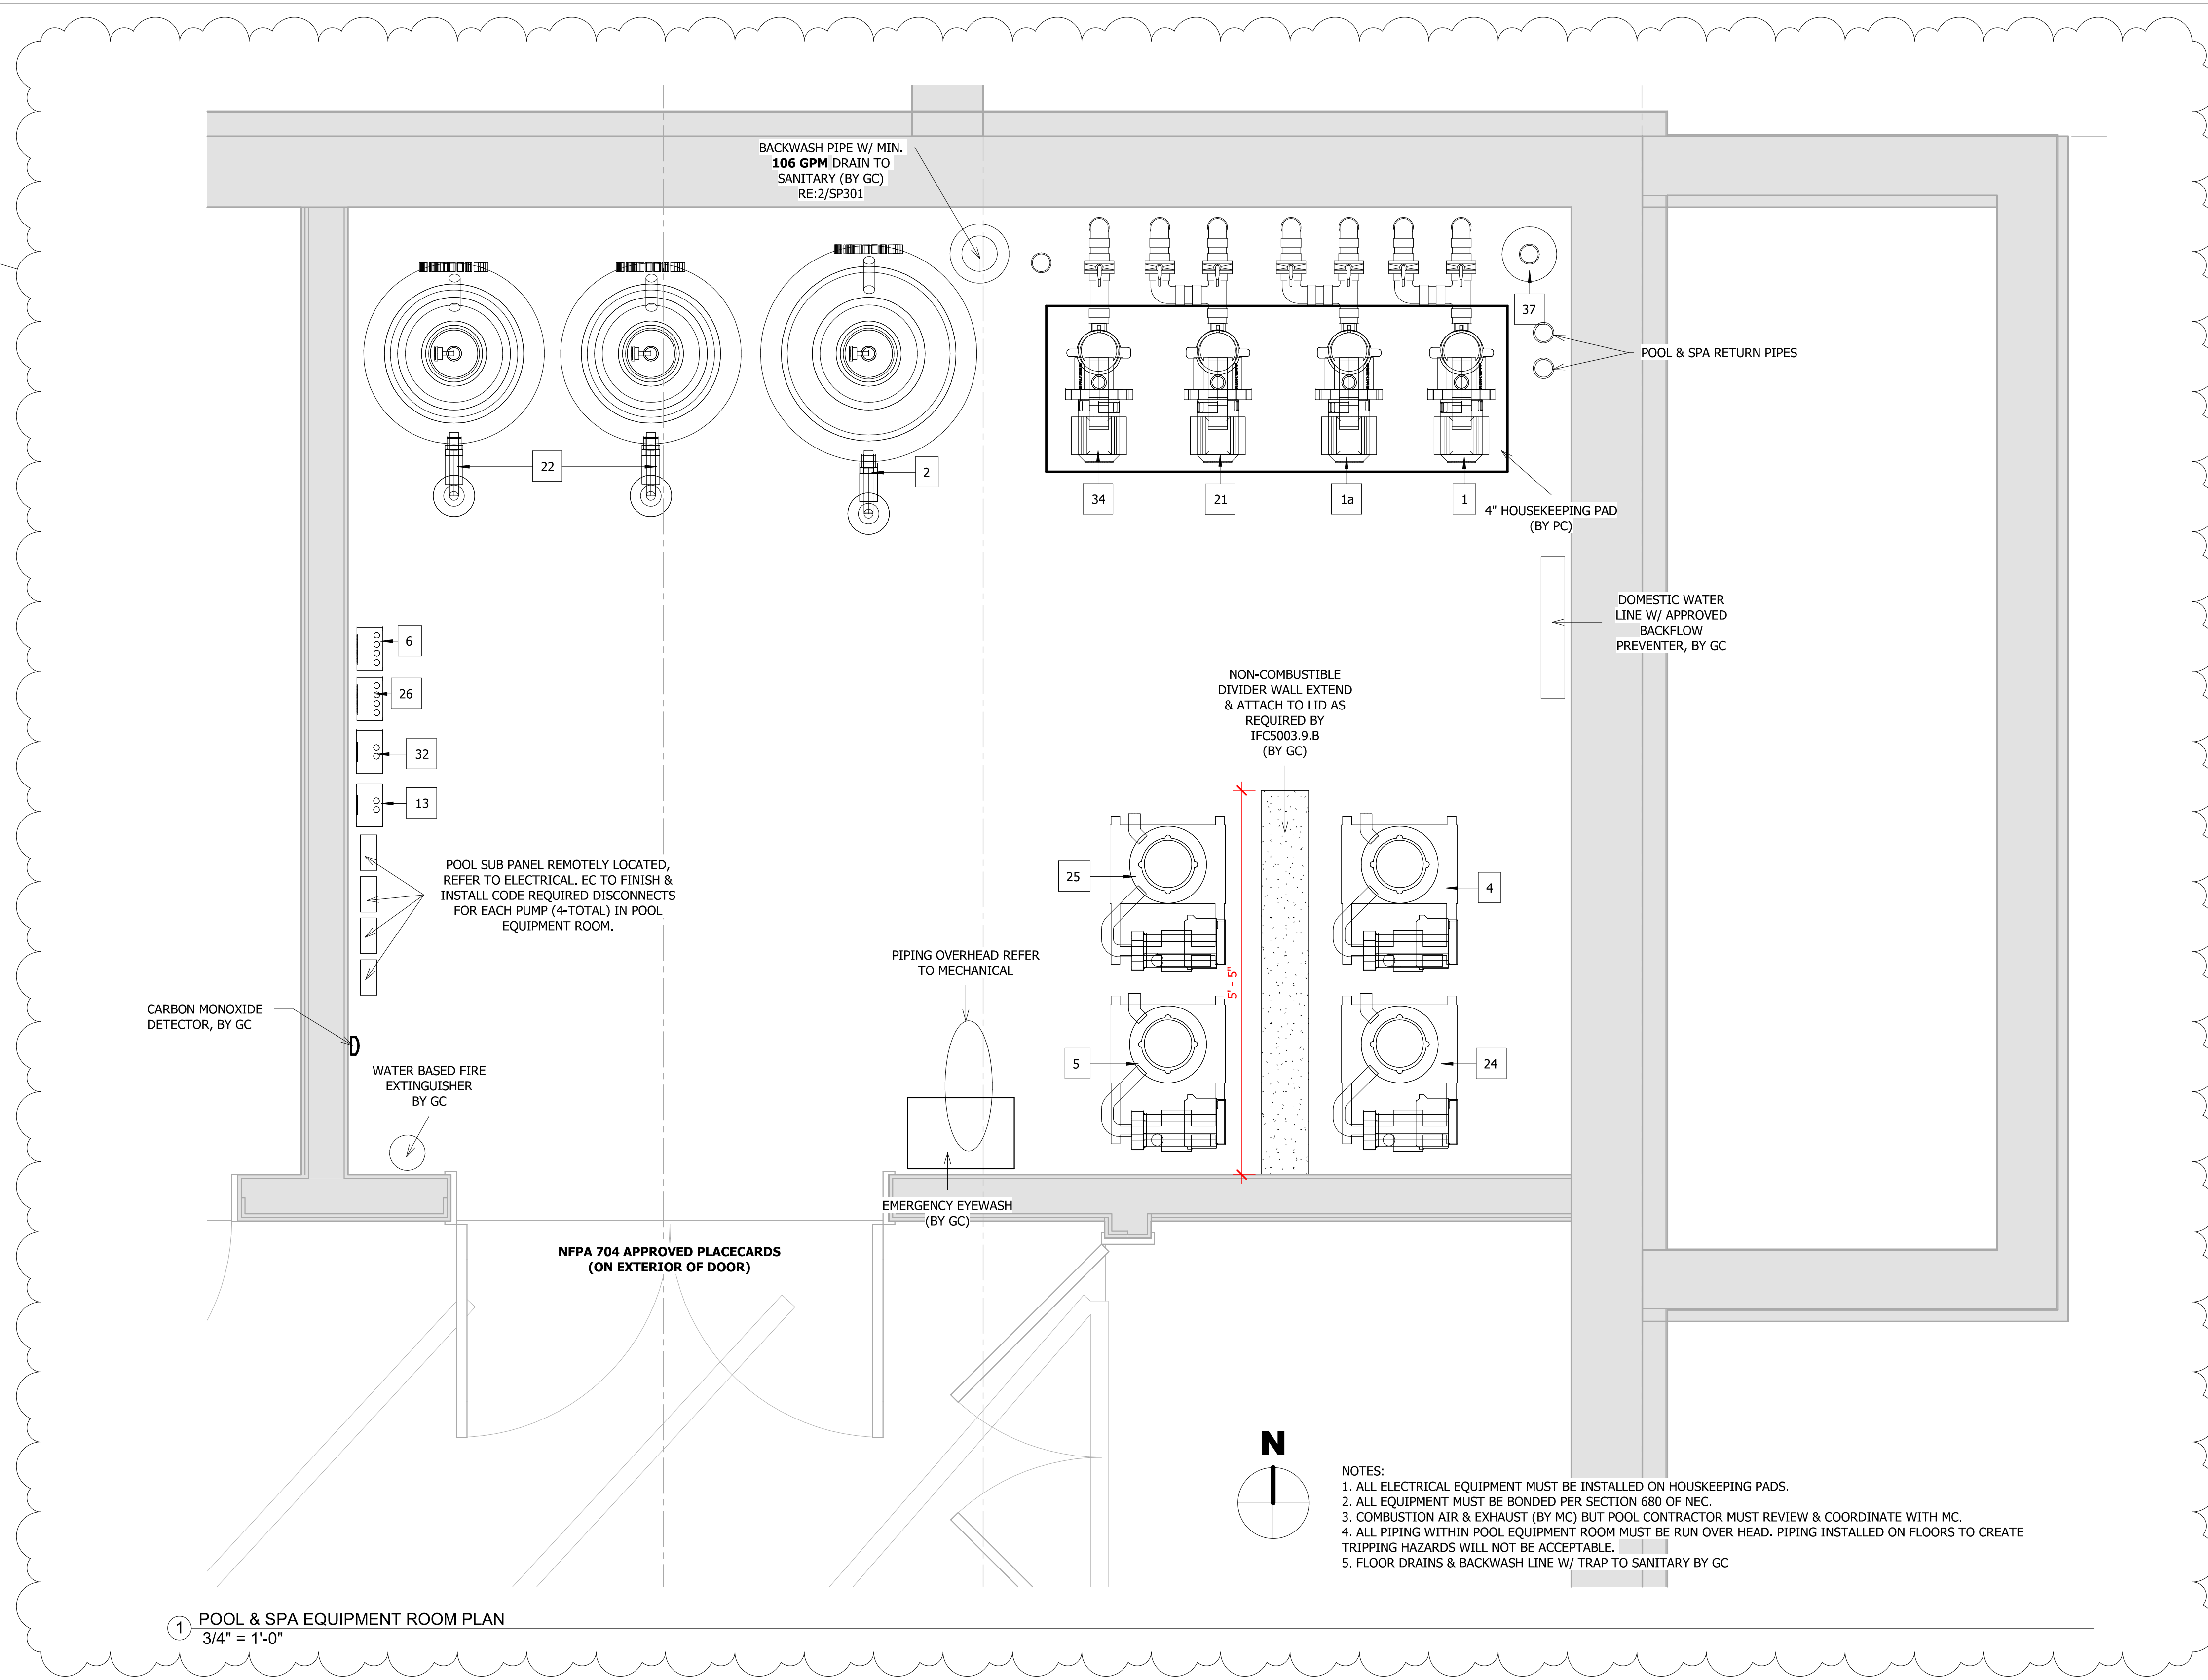 BACKWASH PIPE W/ MIN.
106 GPM DRAIN TO
SANITARY (BY GC)
RE:2/SP301
37
POOL & SPA RETURN PIPES
22
2
34
21
1a
1
4" HOUSEKEEPING PAD
(BY PC)
DOMESTIC WATER
LINE W/ APPROVED
BACKFLOW
PREVENTER, BY GC
6
26
32
13
NON-COMBUSTIBLE
DIVIDER WALL EXTEND
& ATTACH TO LID AS
REQUIRED BY
IFC5003.9.B
(BY GC)
POOL SUB PANEL REMOTELY LOCATED,
REFER TO ELECTRICAL. EC TO FINISH &
INSTALL CODE REQUIRED DISCONNECTS
FOR EACH PUMP (4-TOTAL) IN POOL
EQUIPMENT ROOM.
25
4
5' - 5"
PIPING OVERHEAD REFER
TO MECHANICAL
CARBON MONOXIDE
DETECTOR, BY GC
5
24
WATER BASED FIRE
EXTINGUISHER
BY GC
EMERGENCY EYEWASH
(BY GC)
NFPA 704 APPROVED PLACECARDS
(ON EXTERIOR OF DOOR)
N
NOTES:
1. ALL ELECTRICAL EQUIPMENT MUST BE INSTALLED ON HOUSKEEPING PADS.
2. ALL EQUIPMENT MUST BE BONDED PER SECTION 680 OF NEC.
3. COMBUSTION AIR & EXHAUST (BY MC) BUT POOL CONTRACTOR MUST REVIEW & COORDINATE WITH MC.
4. ALL PIPING WITHIN POOL EQUIPMENT ROOM MUST BE RUN OVER HEAD. PIPING INSTALLED ON FLOORS TO CREATE
TRIPPING HAZARDS WILL NOT BE ACCEPTABLE.
5. FLOOR DRAINS & BACKWASH LINE W/ TRAP TO SANITARY BY GC
1
POOL & SPA EQUIPMENT ROOM PLAN
3/4" = 1'-0"